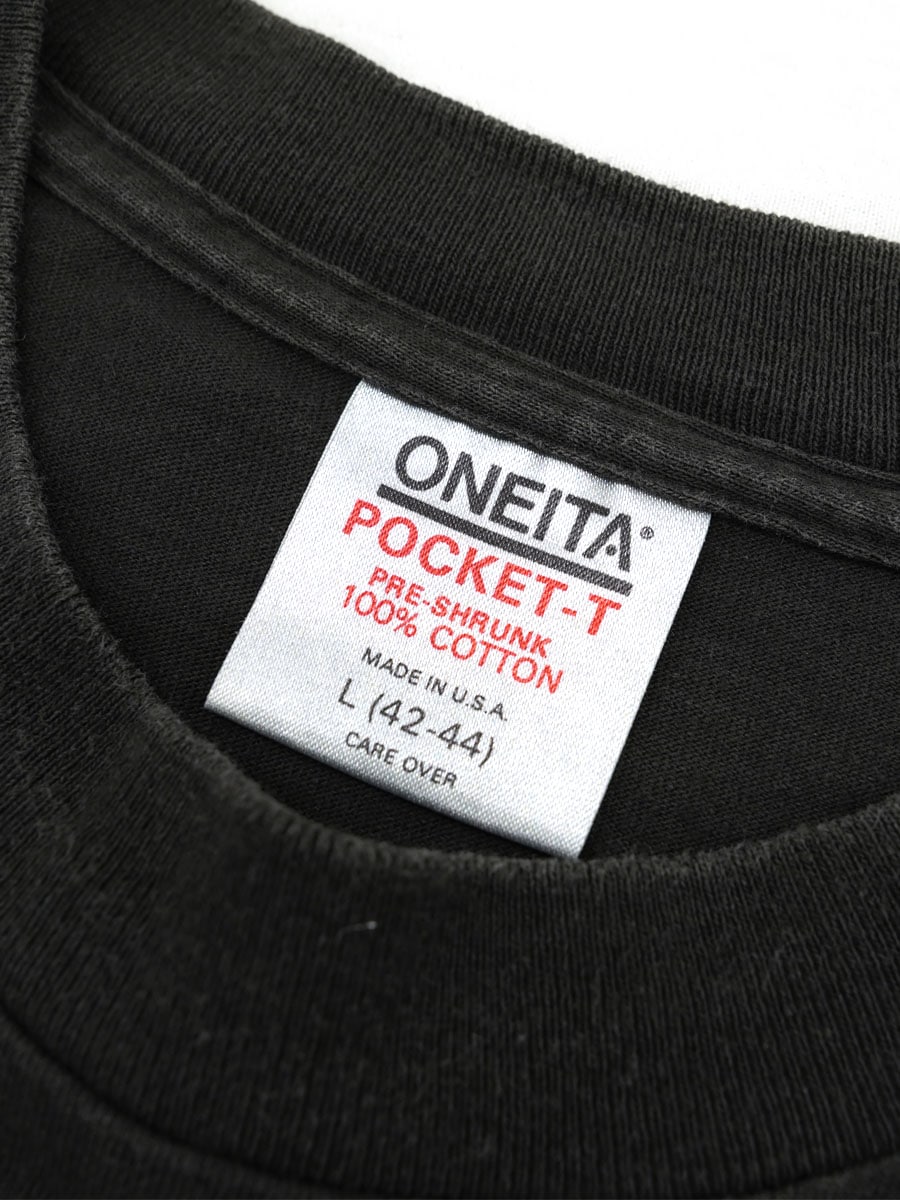 ONEITA®
POCKET-T
PRE-SHRUNK
100% COTTON
MADE IN U.S.A.
L (42-44)
CARE OVER